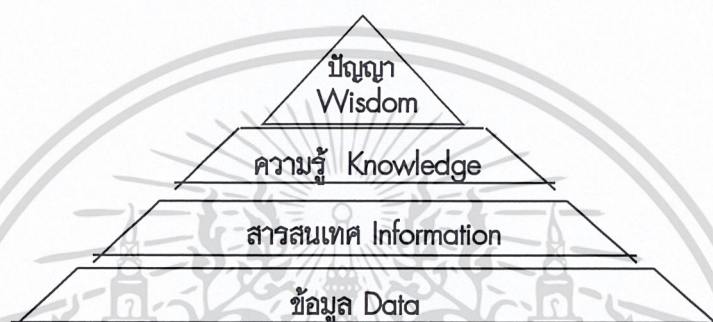 ปัญญา
Wisdom
ความรู้ Knowledge
สารสนเทศ Information
ข้อมูล Data